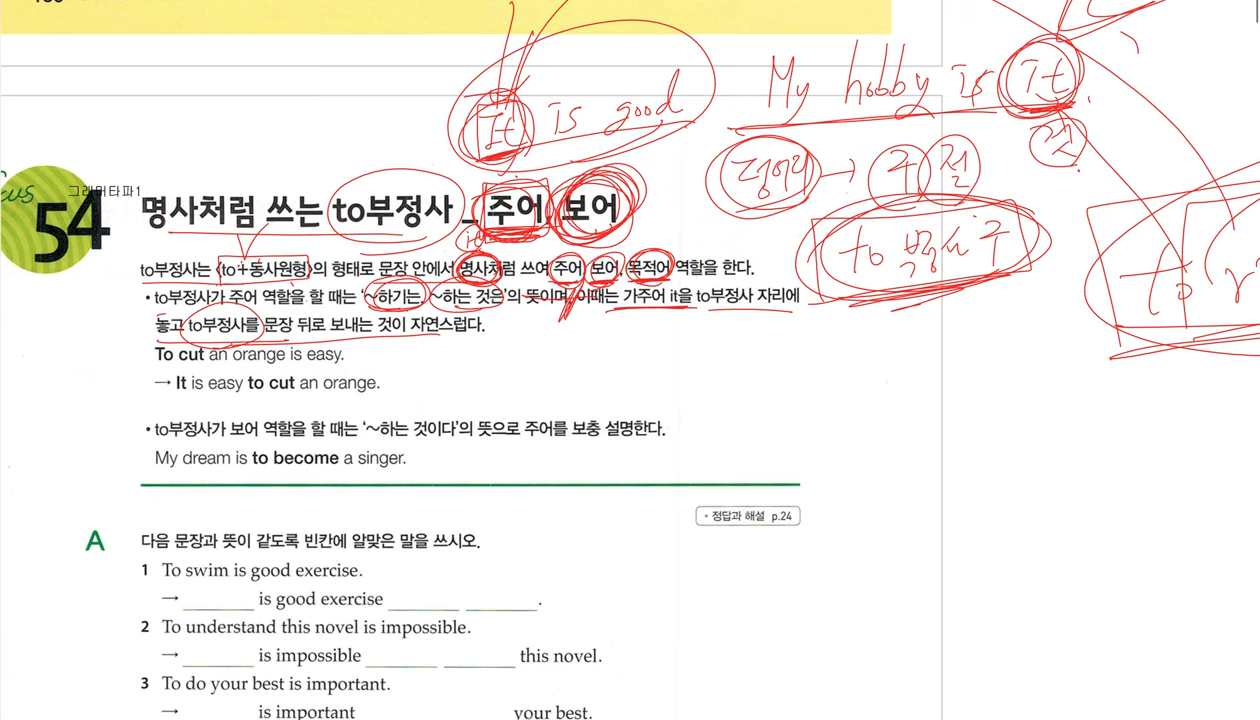 It is good
My hobby is It
덩어리 → 구 절
to 부정사 구
그래머타파1
54 명사처럼 쓰는 to부정사 _ 주어, 보어
to부정사는 〈to+동사원형〉의 형태로 문장 안에서 명사처럼 쓰여 주어, 보어, 목적어 역할을 한다.
• to부정사가 주어 역할을 할 때는 '~하기는, ~하는 것은'의 뜻이며, 이때는 가주어 it을 to부정사 자리에
놓고 to부정사를 문장 뒤로 보내는 것이 자연스럽다.
To cut an orange is easy.
→ It is easy to cut an orange.
• to부정사가 보어 역할을 할 때는 '~하는 것이다'의 뜻으로 주어를 보충 설명한다.
My dream is to become a singer.
• 정답과 해설 p.24
A 다음 문장과 뜻이 같도록 빈칸에 알맞은 말을 쓰시오.
1 To swim is good exercise.
→ ________ is good exercise ________ ________ .
2 To understand this novel is impossible.
→ ________ is impossible ________ ________ this novel.
3 To do your best is important.
→ is important your best.